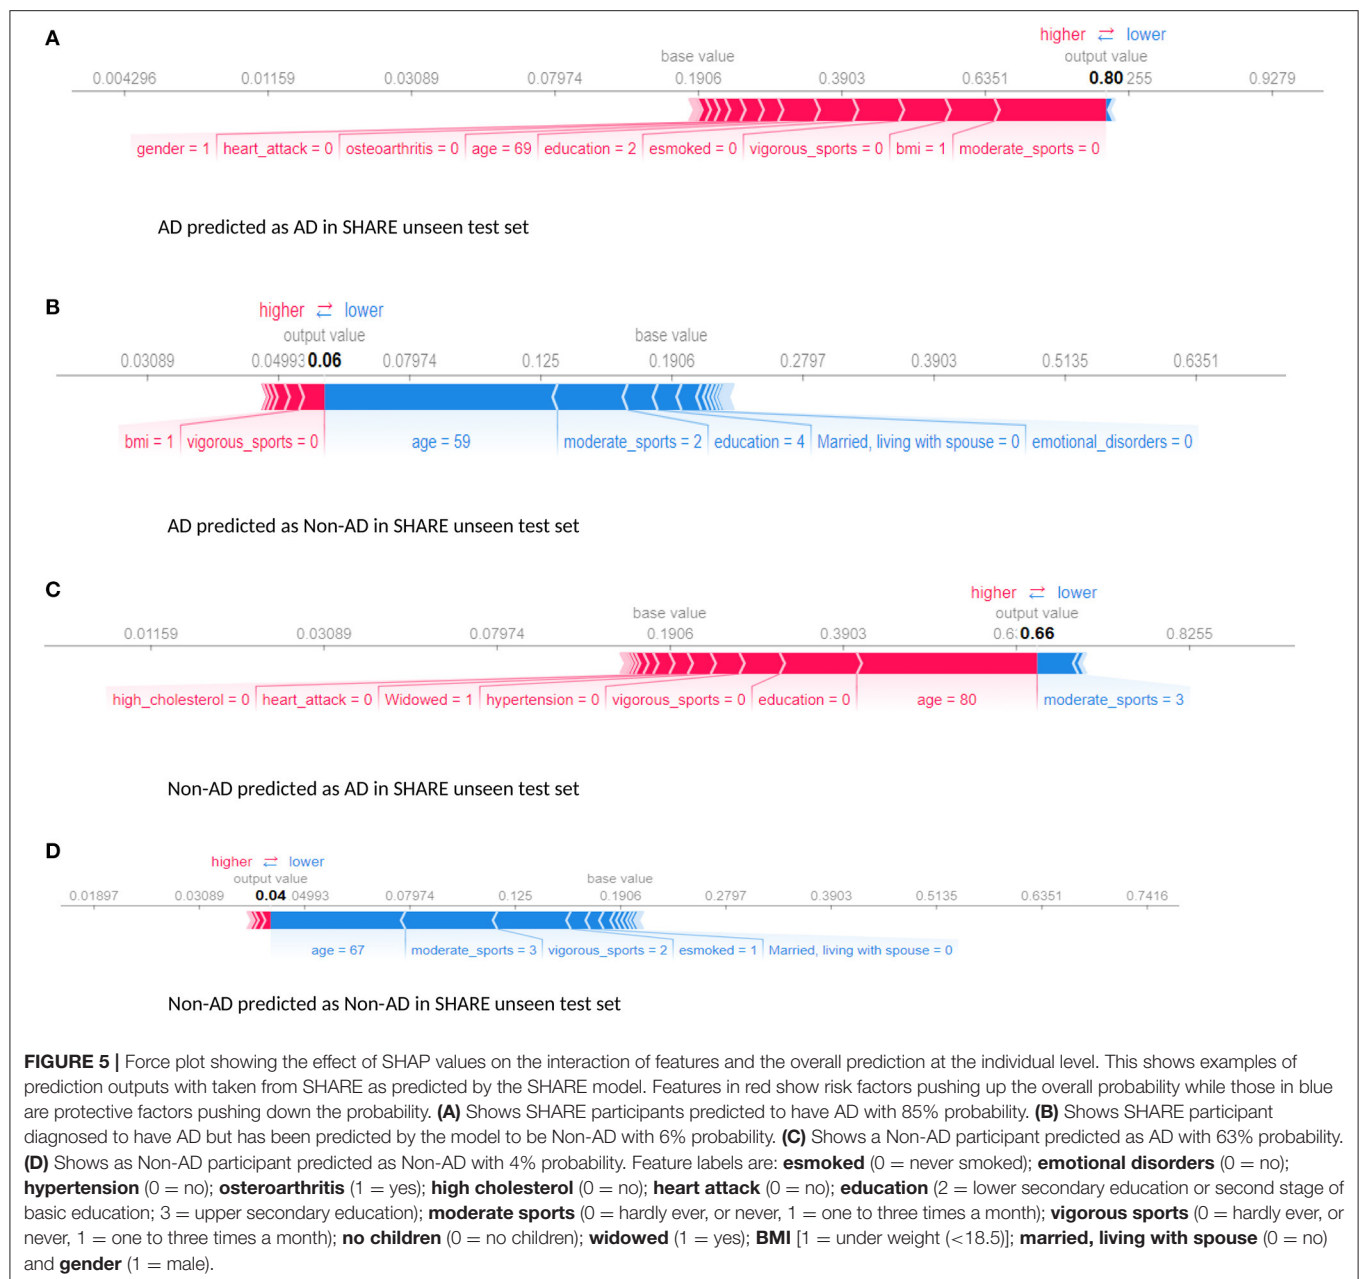 A
higher ⇄ lower
base value output value
0.004296 0.01159 0.03089 0.07974 0.1906 0.3903 0.6351 0.80 255 0.9279
gender = 1 heart_attack = 0 osteoarthritis = 0 age = 69 education = 2 esmoked = 0 vigorous_sports = 0 bmi = 1 moderate_sports = 0
AD predicted as AD in SHARE unseen test set
B
higher ⇄ lower
output value base value
0.03089 0.04993 0.06 0.07974 0.125 0.1906 0.2797 0.3903 0.5135 0.6351
bmi = 1 vigorous_sports = 0 age = 59 moderate_sports = 2 education = 4 Married, living with spouse = 0 emotional_disorders = 0
AD predicted as Non-AD in SHARE unseen test set
C
higher ⇄ lower
base value output value
0.01159 0.03089 0.07974 0.1906 0.3903 0.6 0.66 0.8255
high_cholesterol = 0 heart_attack = 0 Widowed = 1 hypertension = 0 vigorous_sports = 0 education = 0 age = 80 moderate_sports = 3
Non-AD predicted as AD in SHARE unseen test set
D
higher ⇄ lower
output value base value
0.01897 0.03089 0.04 04993 0.07974 0.125 0.1906 0.2797 0.3903 0.5135 0.6351 0.7416
age = 67 moderate_sports = 3 vigorous_sports = 2 esmoked = 1 Married, living with spouse = 0
Non-AD predicted as Non-AD in SHARE unseen test set
FIGURE 5 | Force plot showing the effect of SHAP values on the interaction of features and the overall prediction at the individual level. This shows examples of
prediction outputs with taken from SHARE as predicted by the SHARE model. Features in red show risk factors pushing up the overall probability while those in blue
are protective factors pushing down the probability. (A) Shows SHARE participants predicted to have AD with 85% probability. (B) Shows SHARE participant
diagnosed to have AD but has been predicted by the model to be Non-AD with 6% probability. (C) Shows a Non-AD participant predicted as AD with 63% probability.
(D) Shows as Non-AD participant predicted as Non-AD with 4% probability. Feature labels are: esmoked (0 = never smoked); emotional disorders (0 = no);
hypertension (0 = no); osteroarthritis (1 = yes); high cholesterol (0 = no); heart attack (0 = no); education (2 = lower secondary education or second stage of
basic education; 3 = upper secondary education); moderate sports (0 = hardly ever, or never, 1 = one to three times a month); vigorous sports (0 = hardly ever, or
never, 1 = one to three times a month); no children (0 = no children); widowed (1 = yes); BMI [1 = under weight (<18.5)]; married, living with spouse (0 = no)
and gender (1 = male).